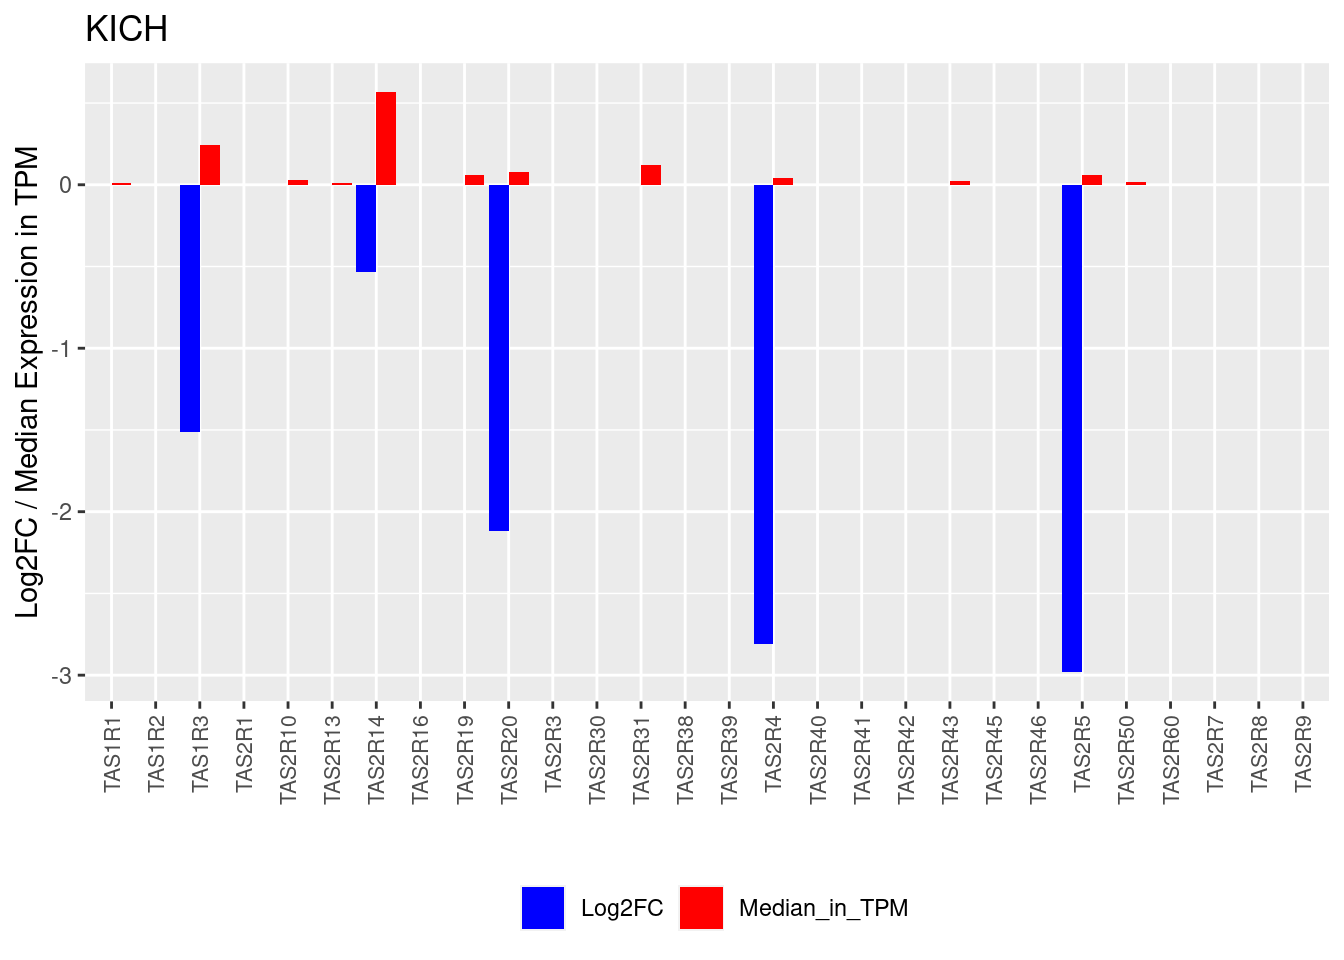 KICH
Log2FC / Median Expression in TPM
0
-1
-2
-3
TAS1R1
TAS1R2
TAS1R3
TAS2R1
TAS2R10
TAS2R13
TAS2R14
TAS2R16
TAS2R19
TAS2R20
TAS2R3
TAS2R30
TAS2R31
TAS2R38
TAS2R39
TAS2R4
TAS2R40
TAS2R41
TAS2R42
TAS2R43
TAS2R45
TAS2R46
TAS2R5
TAS2R50
TAS2R60
TAS2R7
TAS2R8
TAS2R9
Log2FC
Median_in_TPM